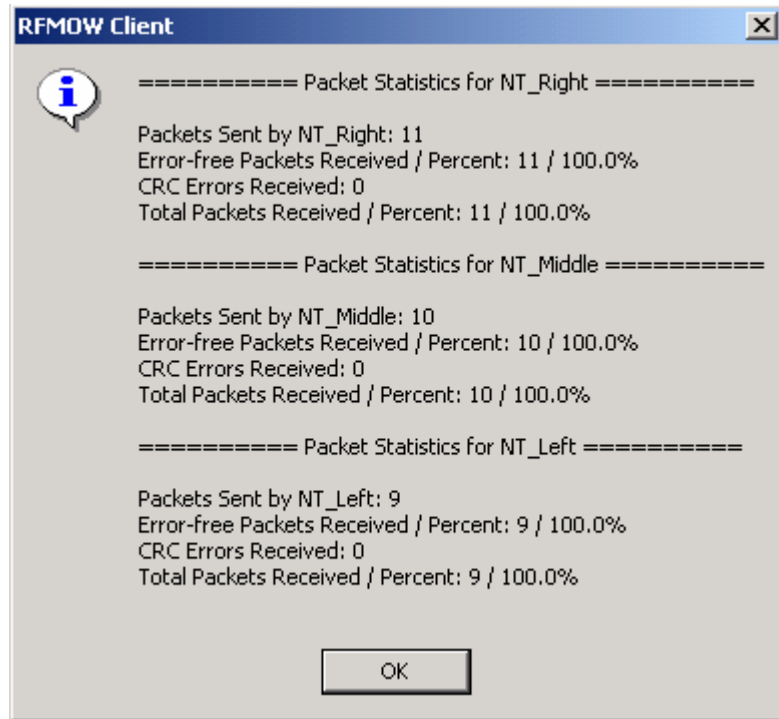 RFMOW Client
========== Packet Statistics for NT_Right ==========
Packets Sent by NT_Right: 11
Error-free Packets Received / Percent: 11 / 100.0%
CRC Errors Received: 0
Total Packets Received / Percent: 11 / 100.0%
========== Packet Statistics for NT_Middle ==========
Packets Sent by NT_Middle: 10
Error-free Packets Received / Percent: 10 / 100.0%
CRC Errors Received: 0
Total Packets Received / Percent: 10 / 100.0%
========== Packet Statistics for NT_Left ==========
Packets Sent by NT_Left: 9
Error-free Packets Received / Percent: 9 / 100.0%
CRC Errors Received: 0
Total Packets Received / Percent: 9 / 100.0%
OK